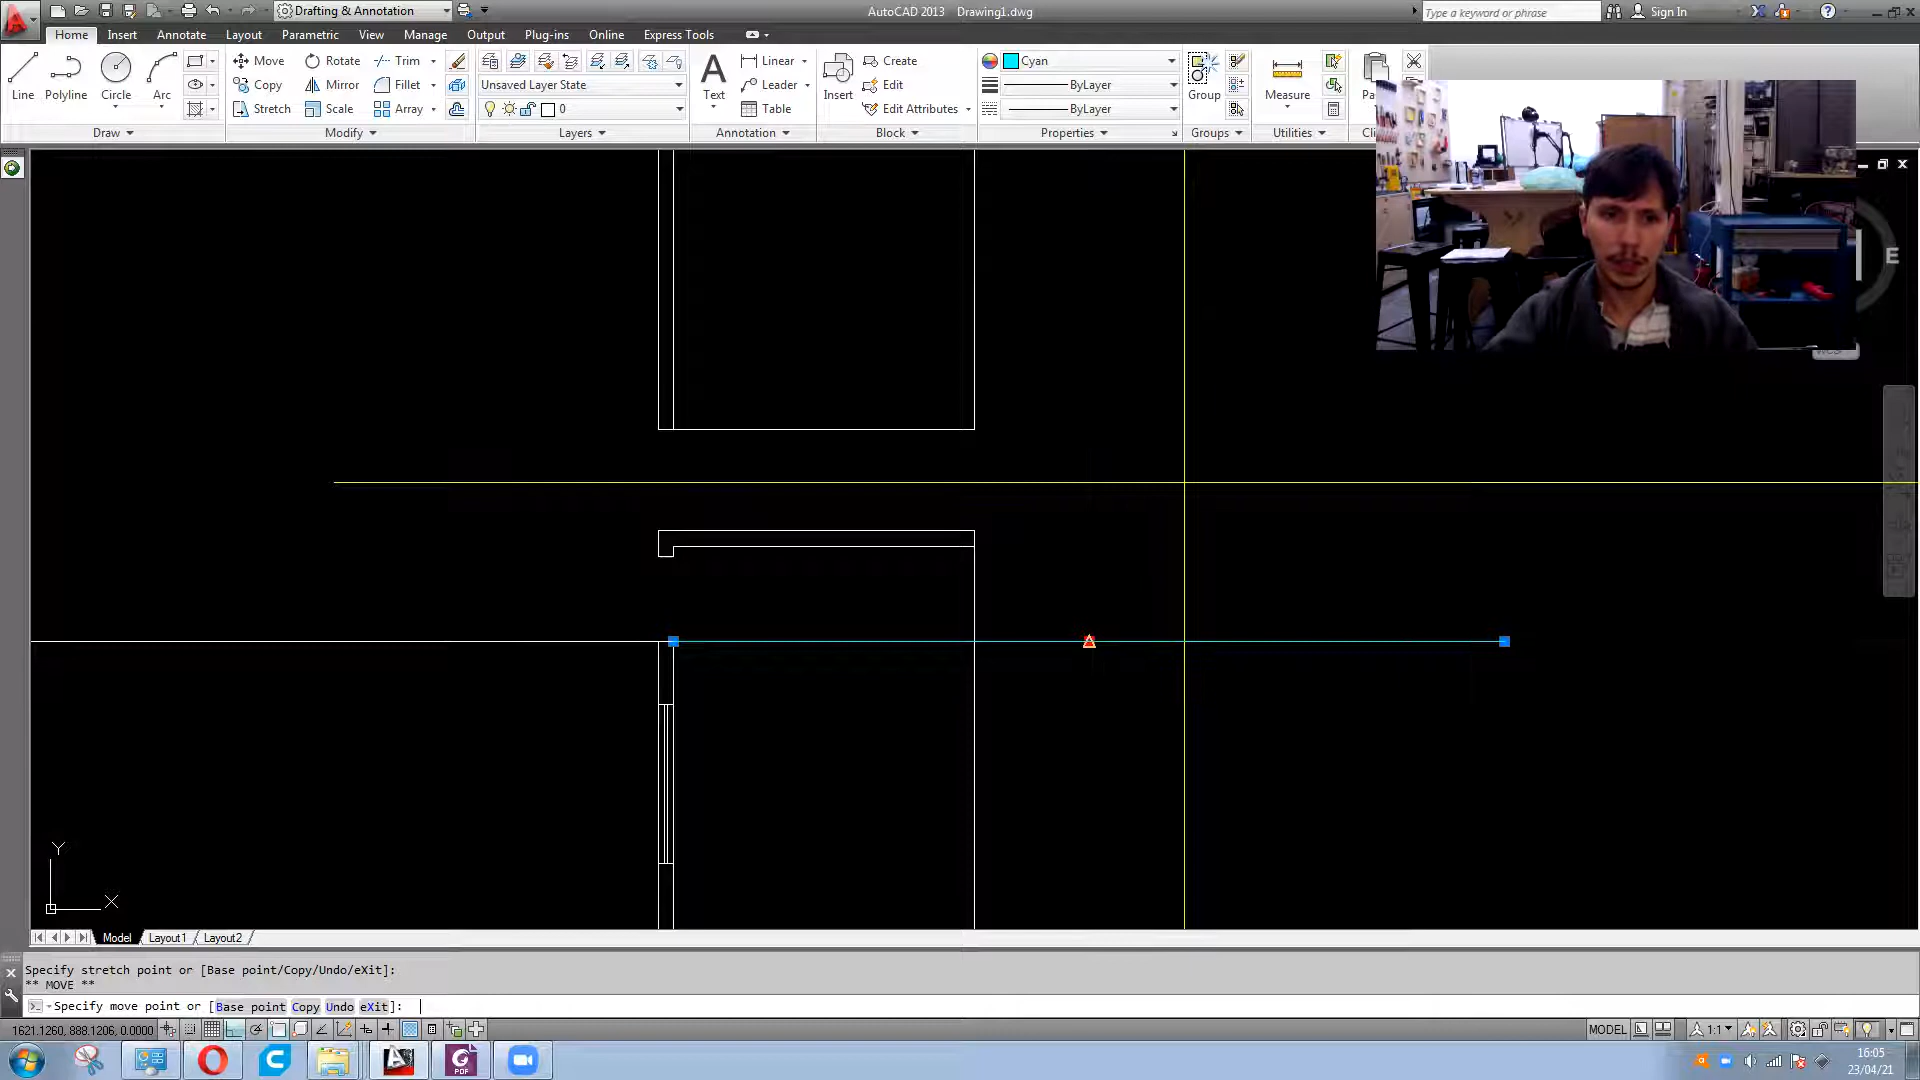 Drafting & Annotation
AutoCAD 2013 Drawing1.dwg
Type a keyword or phrase
Sign In
Home Insert Annotate Layout Parametric View Manage Output Plug-ins Online Express Tools
Move Rotate Trim
Unsaved Layer State
Linear
Create
Cyan
Line Polyline Circle Arc
Copy Mirror Fillet
Text
Leader
Insert
Edit
ByLayer
Group
Measure
Stretch Scale Array
0
Table
Edit Attributes
ByLayer
Draw Modify Layers Annotation Block Properties Groups Utilities
E
Y
X
Model Layout1 Layout2
Specify stretch point or [Base point/Copy/Undo/eXit]:
** MOVE **
Specify move point or [Base point Copy Undo eXit]:
1621.1260, 888.1206, 0.0000
MODEL
1:1
PDF
16:05
23/04/21